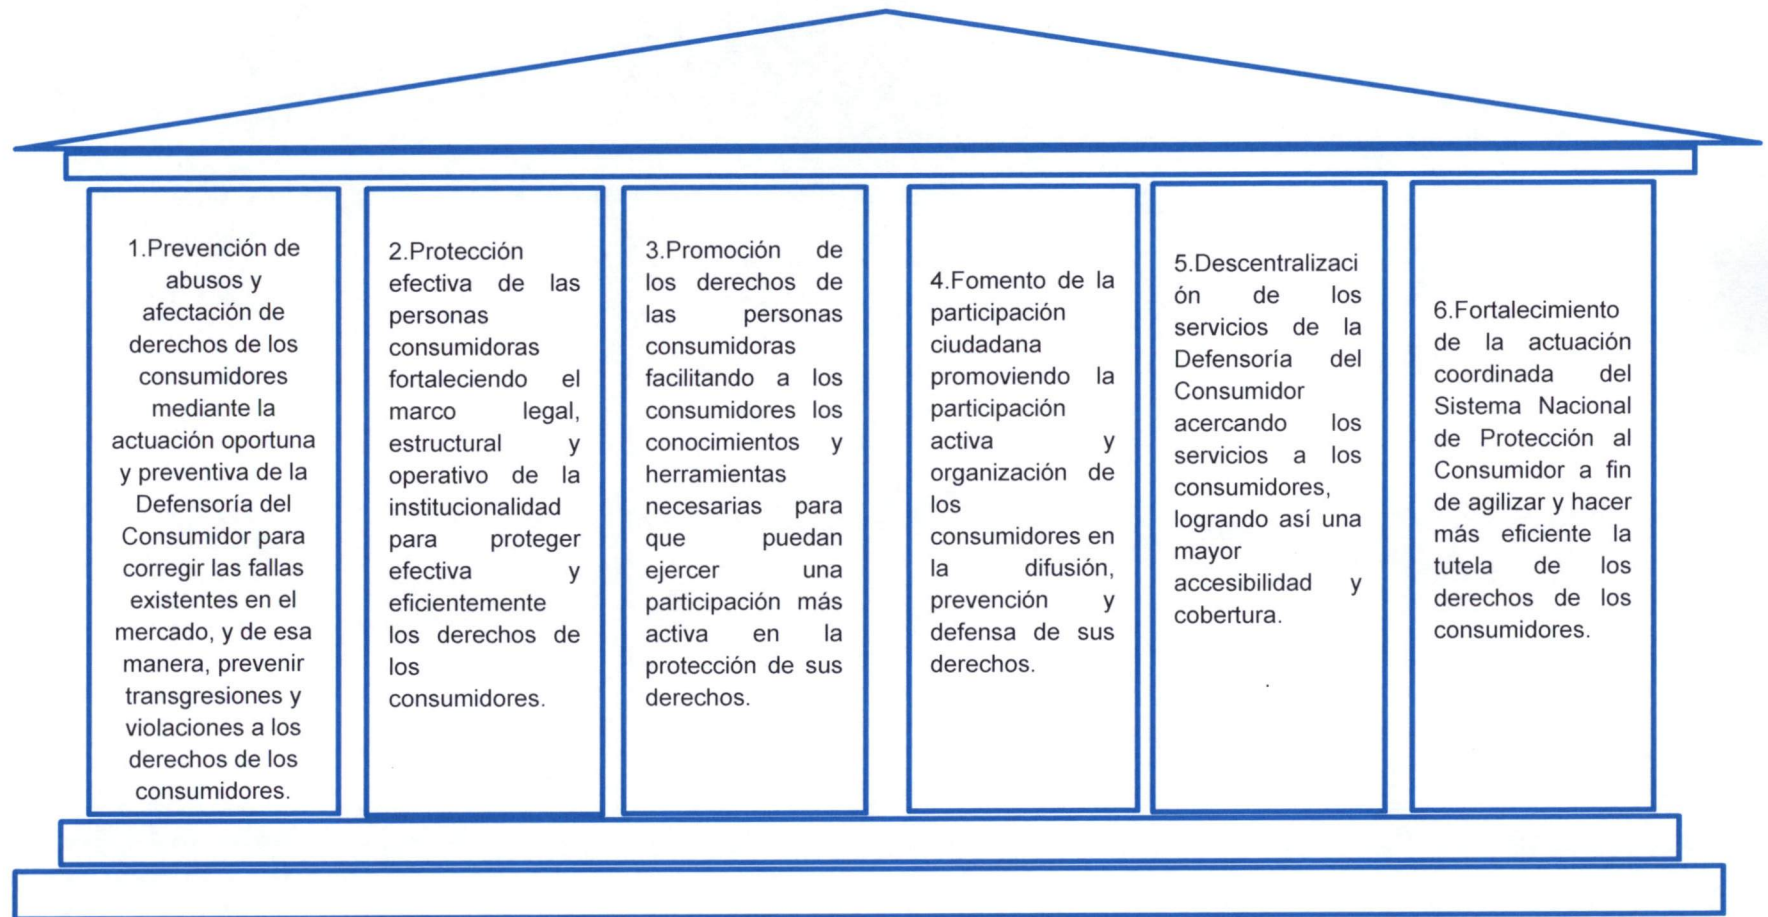 1.Prevención de
abusos y
afectación de
derechos de los
consumidores
mediante la
actuación oportuna
y preventiva de la
Defensoría del
Consumidor para
corregir las fallas
existentes en el
mercado, y de esa
manera, prevenir
transgresiones y
violaciones a los
derechos de los
consumidores.
2.Protección
efectiva de las
personas
consumidoras
fortaleciendo el
marco legal,
estructural y
operativo de la
institucionalidad
para proteger
efectiva y
eficientemente
los derechos de
los
consumidores.
3.Promoción de
los derechos de
las personas
consumidoras
facilitando a los
consumidores los
conocimientos y
herramientas
necesarias para
que puedan
ejercer una
participación más
activa en la
protección de sus
derechos.
4.Fomento de la
participación
ciudadana
promoviendo la
participación
activa y
organización de
los
consumidores en
la difusión,
prevención y
defensa de sus
derechos.
5.Descentralizaci
ón de los
servicios de la
Defensoría del
Consumidor
acercando los
servicios a los
consumidores,
logrando así una
mayor
accesibilidad y
cobertura.
6.Fortalecimiento
de la actuación
coordinada del
Sistema Nacional
de Protección al
Consumidor a fin
de agilizar y hacer
más eficiente la
tutela de los
derechos de los
consumidores.